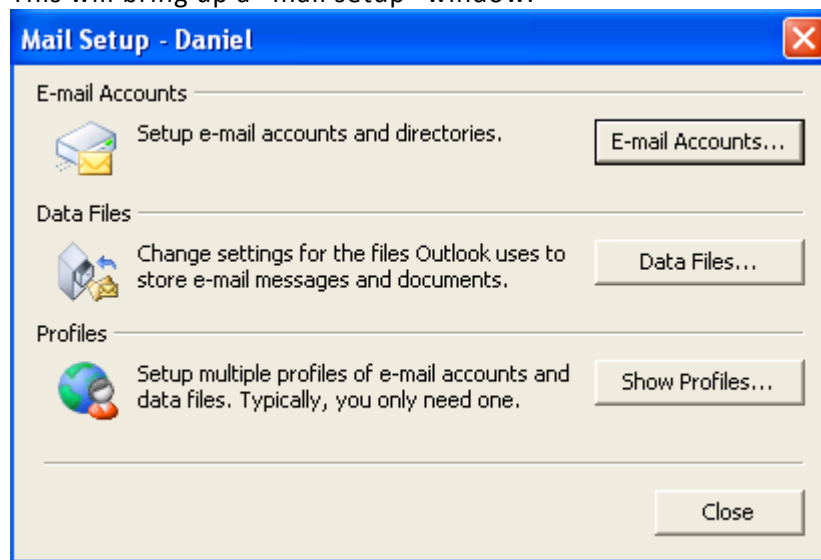 This will bring up a "mail setup" window.
Mail Setup - Daniel
E-mail Accounts
Setup e-mail accounts and directories.
E-mail Accounts...
Data Files
Change settings for the files Outlook uses to
store e-mail messages and documents.
Data Files...
Profiles
Setup multiple profiles of e-mail accounts and
data files. Typically, you only need one.
Show Profiles...
Close